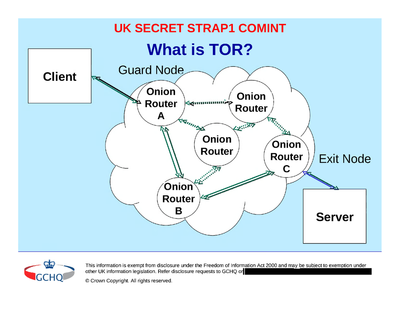 UK SECRET STRAP1 COMINT
What is TOR?
Client
Guard Node
Onion
Router
A
Onion
Router
Onion
Router
Onion
Router
C
Exit Node
Onion
Router
B
Server
GCHQ
This information is exempt from disclosure under the Freedom of Information Act 2000 and may be subject to exemption under
other UK information legislation. Refer disclosure requests to GCHQ on
© Crown Copyright. All rights reserved.